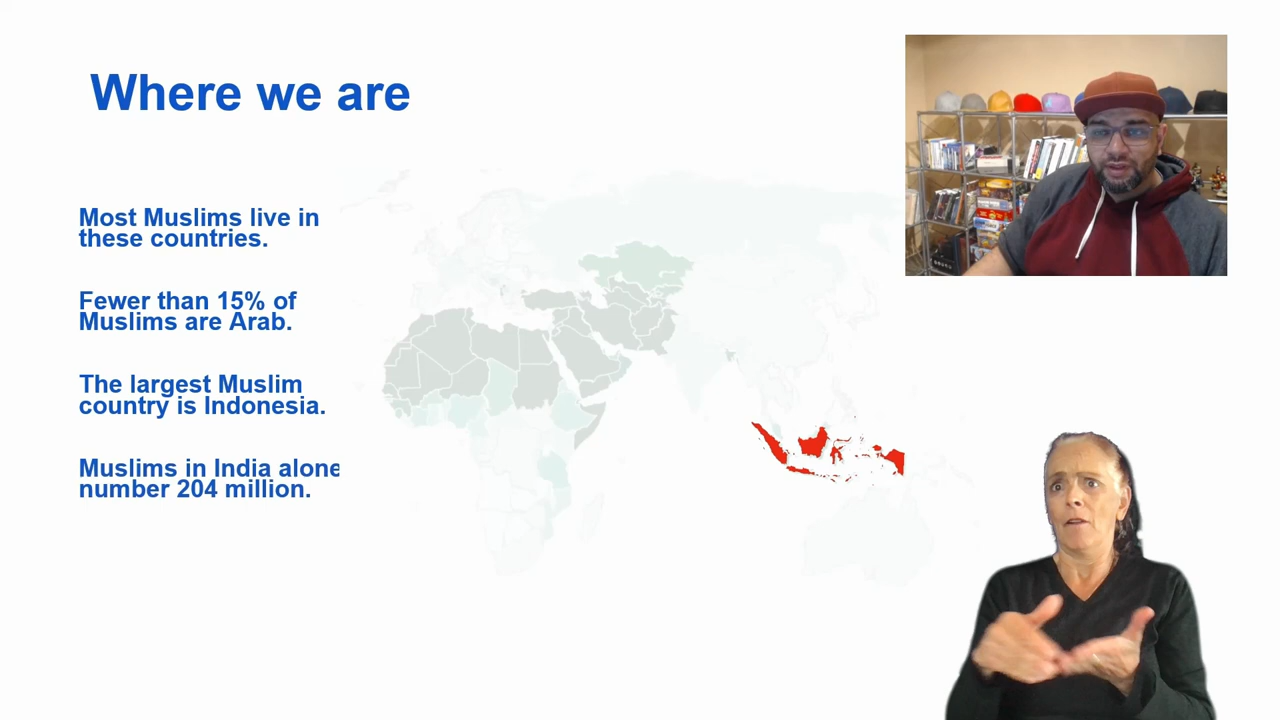 Where we are
Most Muslims live in
these countries.
Fewer than 15% of
Muslims are Arab.
The largest Muslim
country is Indonesia.
Muslims in India alone
number 204 million.